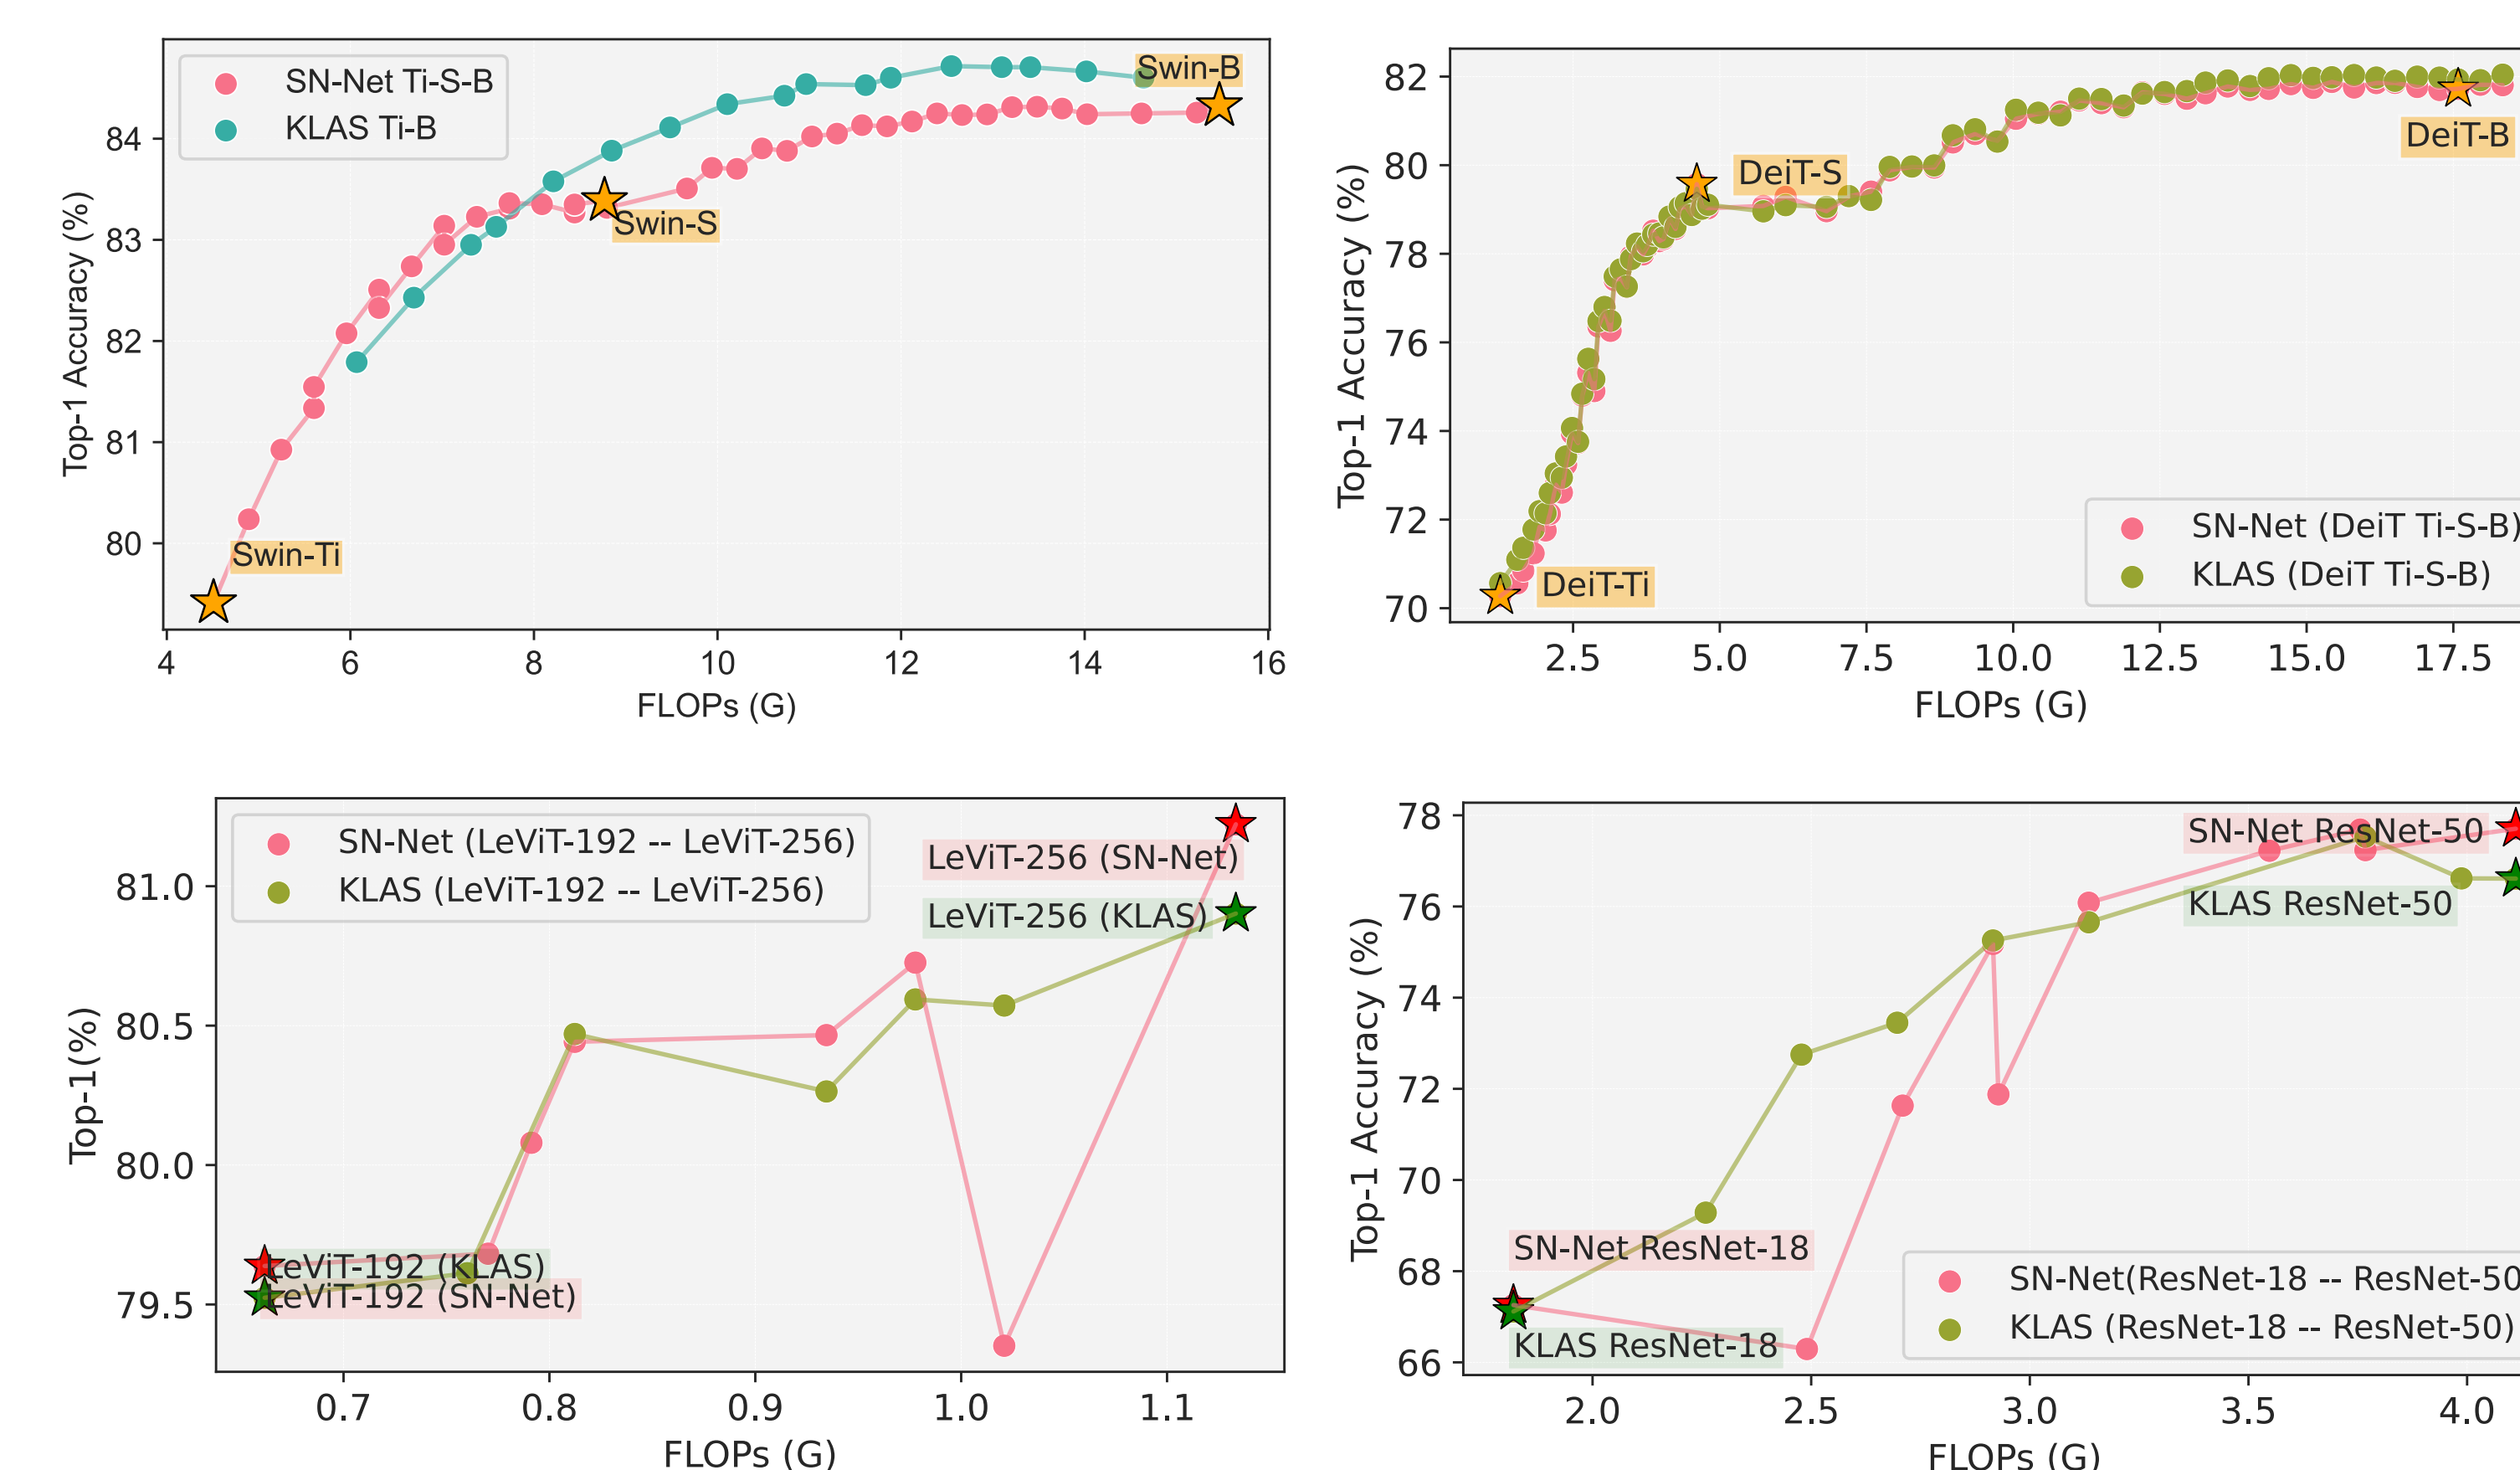 SN-Net Ti-S-B
KLAS Ti-B
Swin-B
Swin-S
Swin-Ti
Top-1 Accuracy (%)
84
83
82
81
80
4 6 8 10 12 14 16
FLOPs (G)
82
80
78
76
74
72
70
Top-1 Accuracy (%)
DeiT-S
DeiT-B
DeiT-Ti
SN-Net (DeiT Ti-S-B)
KLAS (DeiT Ti-S-B)
2.5 5.0 7.5 10.0 12.5 15.0 17.5
FLOPs (G)
SN-Net (LeViT-192 -- LeViT-256)
KLAS (LeViT-192 -- LeViT-256)
LeViT-256 (SN-Net)
LeViT-256 (KLAS)
LeViT-192 (KLAS)
LeViT-192 (SN-Net)
Top-1(%)
81.0
80.5
80.0
79.5
0.7 0.8 0.9 1.0 1.1
FLOPs (G)
78
76
74
72
70
68
66
Top-1 Accuracy (%)
SN-Net ResNet-50
KLAS ResNet-50
SN-Net ResNet-18
KLAS ResNet-18
SN-Net(ResNet-18 -- ResNet-50
KLAS (ResNet-18 -- ResNet-50)
2.0 2.5 3.0 3.5 4.0
FLOPs (G)